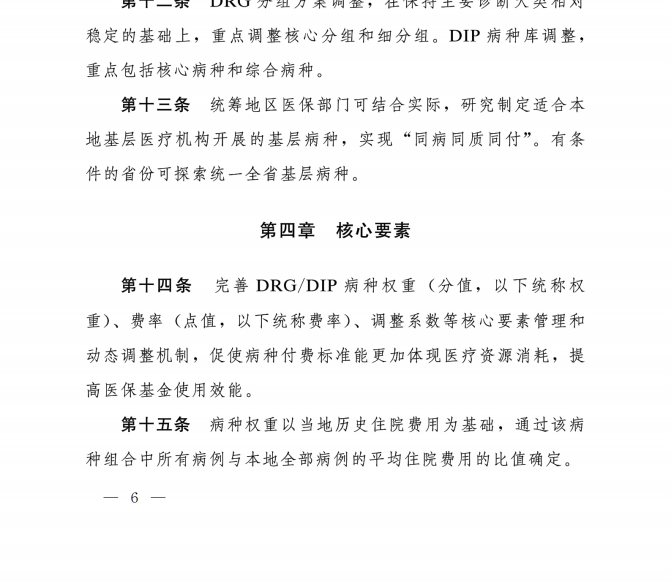 第十二条 DRG 分组方案调整，在保持主要诊断大类相对
稳定的基础上，重点调整核心分组和细分组。DIP 病种库调整，
重点包括核心病种和综合病种。
第十三条 统筹地区医保部门可结合实际，研究制定适合本
地基层医疗机构开展的基层病种，实现“同病同质同付”。有条
件的省份可探索统一全省基层病种。
第四章 核心要素
第十四条 完善 DRG/DIP 病种权重（分值，以下统称权
重）、费率（点值，以下统称费率）、调整系数等核心要素管理和
动态调整机制，促使病种付费标准能更加体现医疗资源消耗，提
高医保基金使用效能。
第十五条 病种权重以当地历史住院费用为基础，通过该病
种组合中所有病例与本地全部病例的平均住院费用的比值确定。
— 6 —